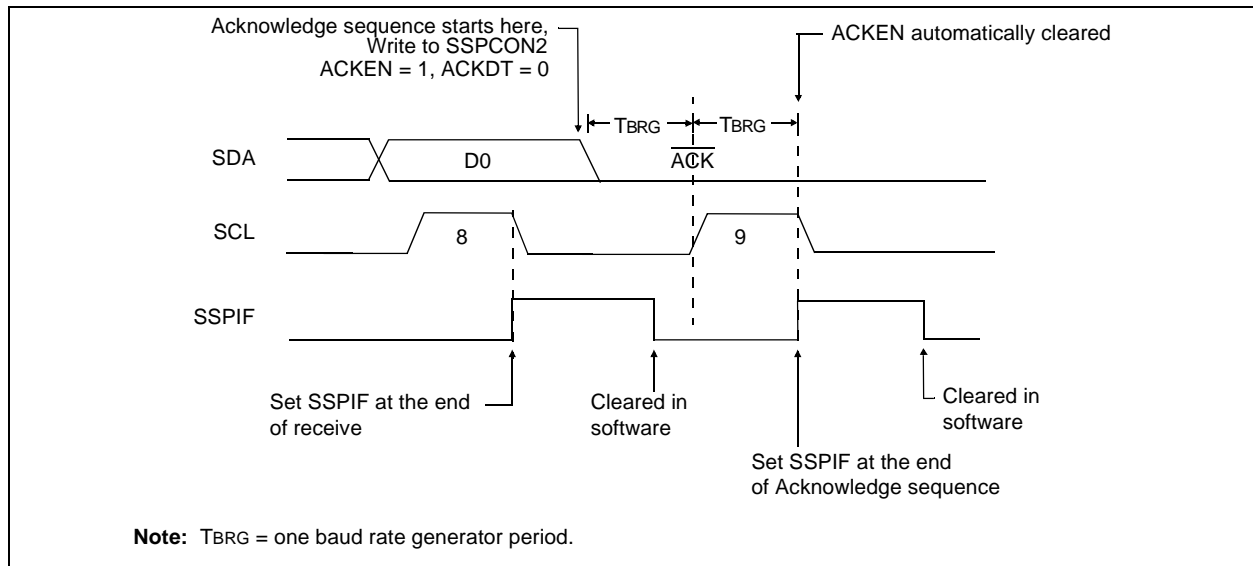 Acknowledge sequence starts here,
Write to SSPCON2
ACKEN = 1, ACKDT = 0
ACKEN automatically cleared
TBRG
TBRG
SDA
D0
ACK
SCL
8
9
SSPIF
Set SSPIF at the end
of receive
Cleared in
software
Set SSPIF at the end
of Acknowledge sequence
Cleared in
software
Note: TBRG = one baud rate generator period.